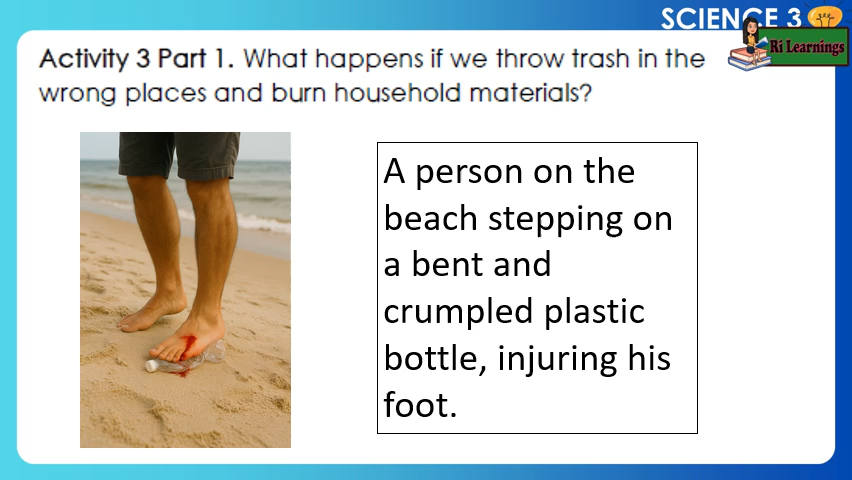 SCIENCE 3
Ri Learnings
Activity 3 Part 1. What happens if we throw trash in the
wrong places and burn household materials?
A person on the
beach stepping on
a bent and
crumpled plastic
bottle, injuring his
foot.